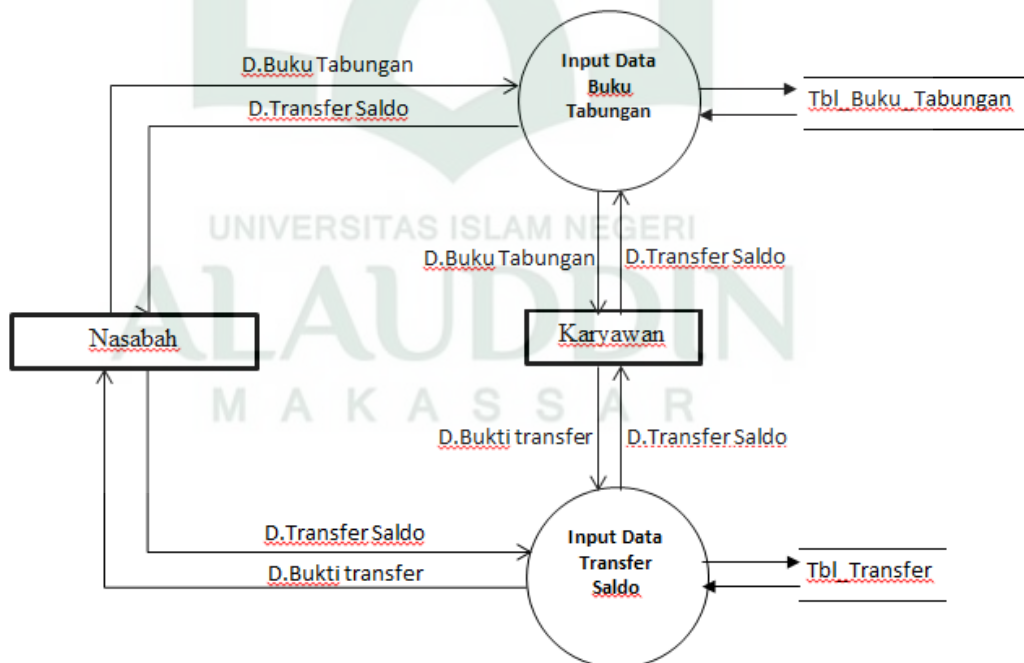 D.Buku Tabungan
D.Transfer Saldo
Input Data
Buku
Tabungan
Tbl_Buku_Tabungan
UNIVERSITAS ISLAM NEGERI
D.Buku Tabungan
D.Transfer Saldo
ALAUDDIN
Nasabah
Karyawan
MAKASSAR
D.Bukti transfer
D.Transfer Saldo
D.Transfer Saldo
D.Bukti transfer
Input Data
Transfer
Saldo
Tbl_Transfer